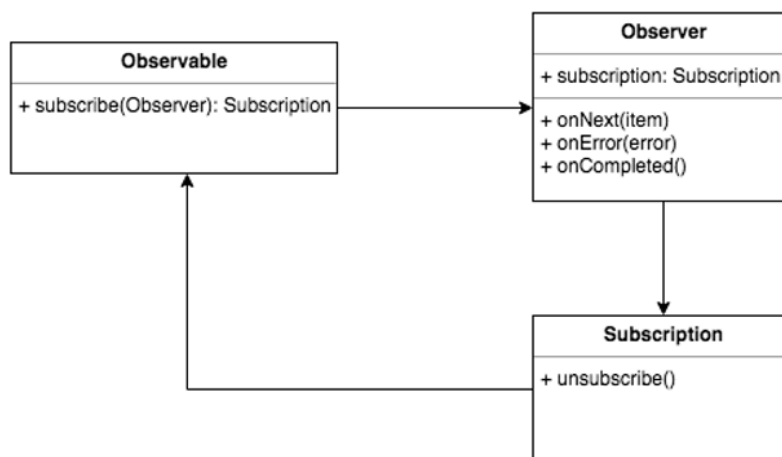 Observable
+ subscribe(Observer): Subscription
Observer
+ subscription: Subscription
+ onNext(item)
+ onError(error)
+ onCompleted()
Subscription
+ unsubscribe()